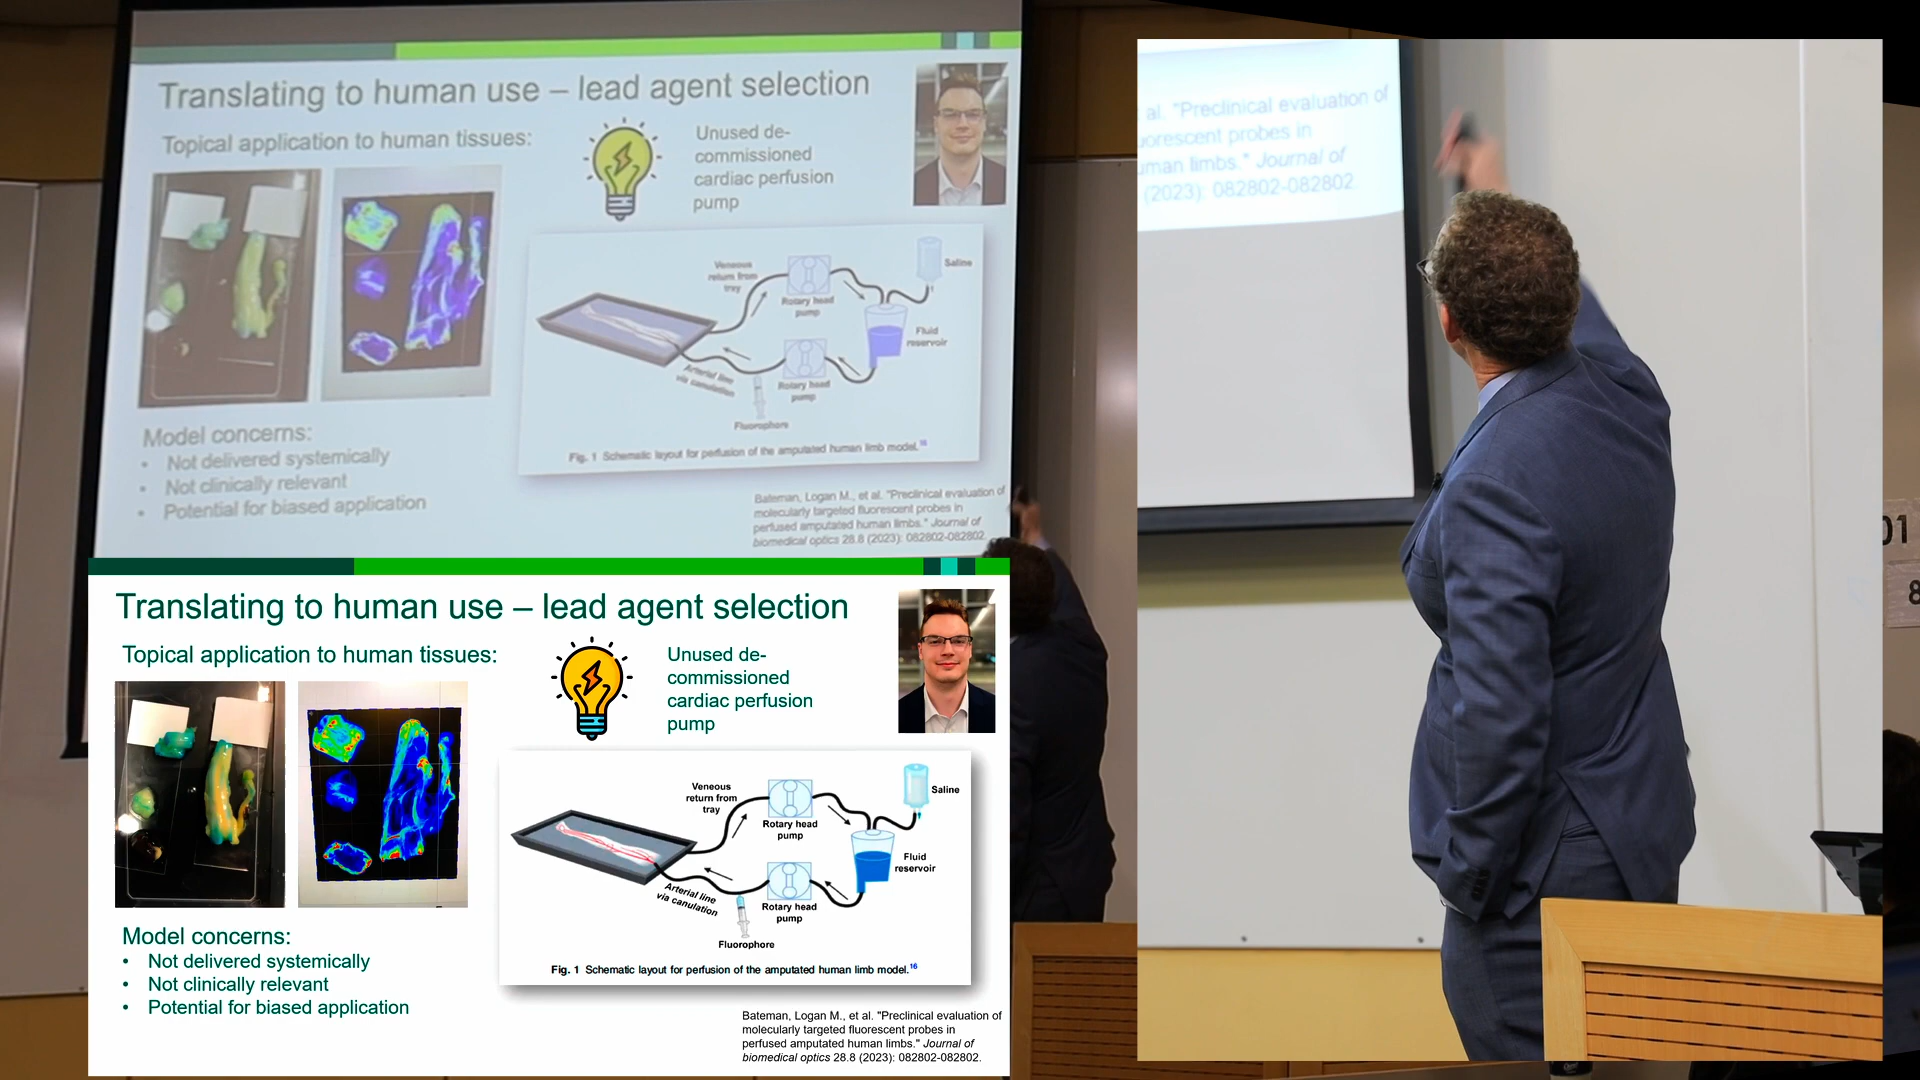 Translating to human use – lead agent selection
Topical application to human tissues:
Unused de-
commissioned
cardiac perfusion
pump
Veneous
return from
tray
Rotary head
pump
Saline
Fluid
reservoir
Arterial line
via canulation
Rotary head
pump
Fluorophore
Fig. 1 Schematic layout for perfusion of the amputated human limb model.16
Model concerns:
• Not delivered systemically
• Not clinically relevant
• Potential for biased application
Bateman, Logan M., et al. "Preclinical evaluation of
molecularly targeted fluorescent probes in
perfused amputated human limbs." Journal of
biomedical optics 28.8 (2023): 082802-082802.
al. "Preclinical evaluation of
uorescent probes in
uman limbs." Journal of
(2023): 082802-082802
01
8
Translating to human use – lead agent selection
Topical application to human tissues:
Unused de-
commissioned
cardiac perfusion
pump
Veneous
return from
tray
Rotary head
pump
Saline
Fluid
reservoir
Arterial line
via canulation
Rotary head
pump
Fluorophore
Fig. 1 Schematic layout for perfusion of the amputated human limb model.16
Model concerns:
• Not delivered systemically
• Not clinically relevant
• Potential for biased application
Bateman, Logan M., et al. "Preclinical evaluation of
molecularly targeted fluorescent probes in
perfused amputated human limbs." Journal of
biomedical optics 28.8 (2023): 082802-082802.